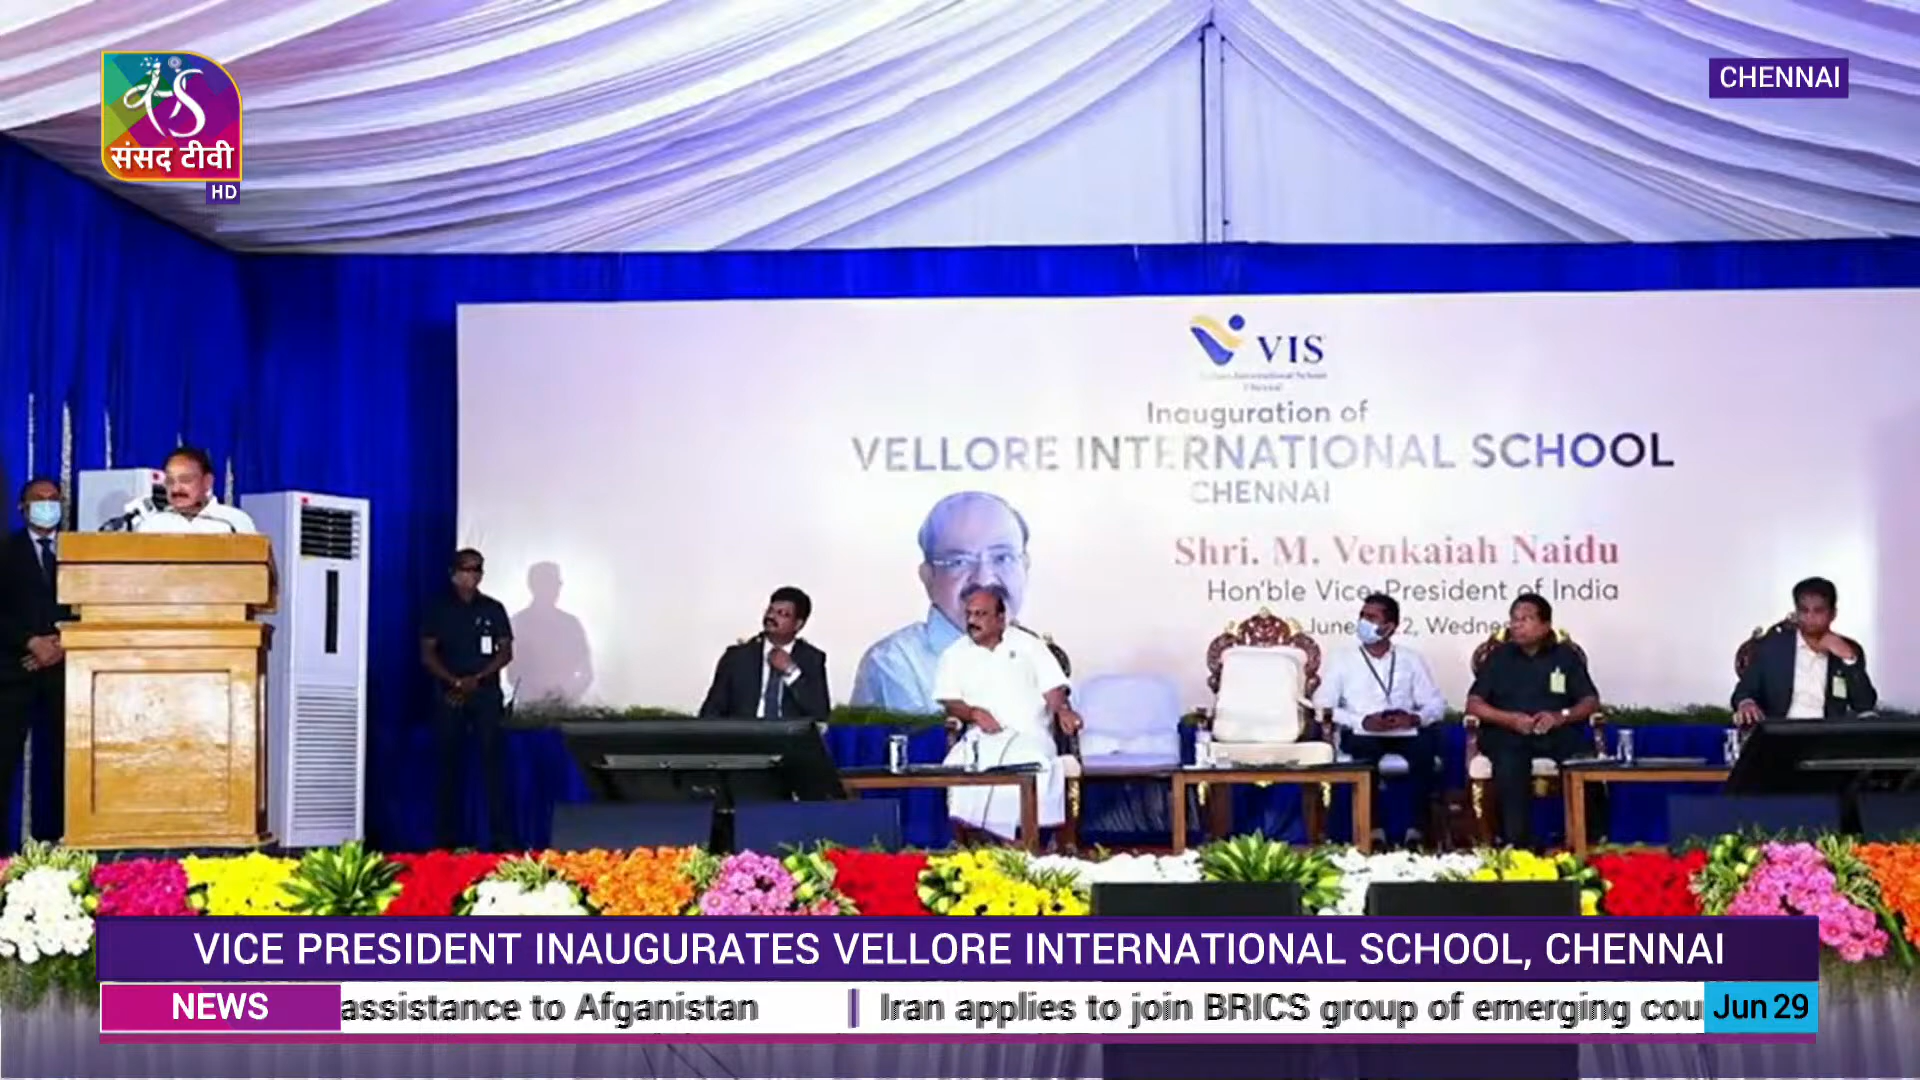 संसद टीवी
HD
CHENNAI
VIS
Inauguration of
VELLORE INTERNATIONAL SCHOOL
CHENNAI
Shri. M. Venkaiah Naidu
Hon'ble Vice-President of India
June
VICE PRESIDENT INAUGURATES VELLORE INTERNATIONAL SCHOOL, CHENNAI
NEWS assistance to Afganistan | Iran applies to join BRICS group of emerging cou Jun 29